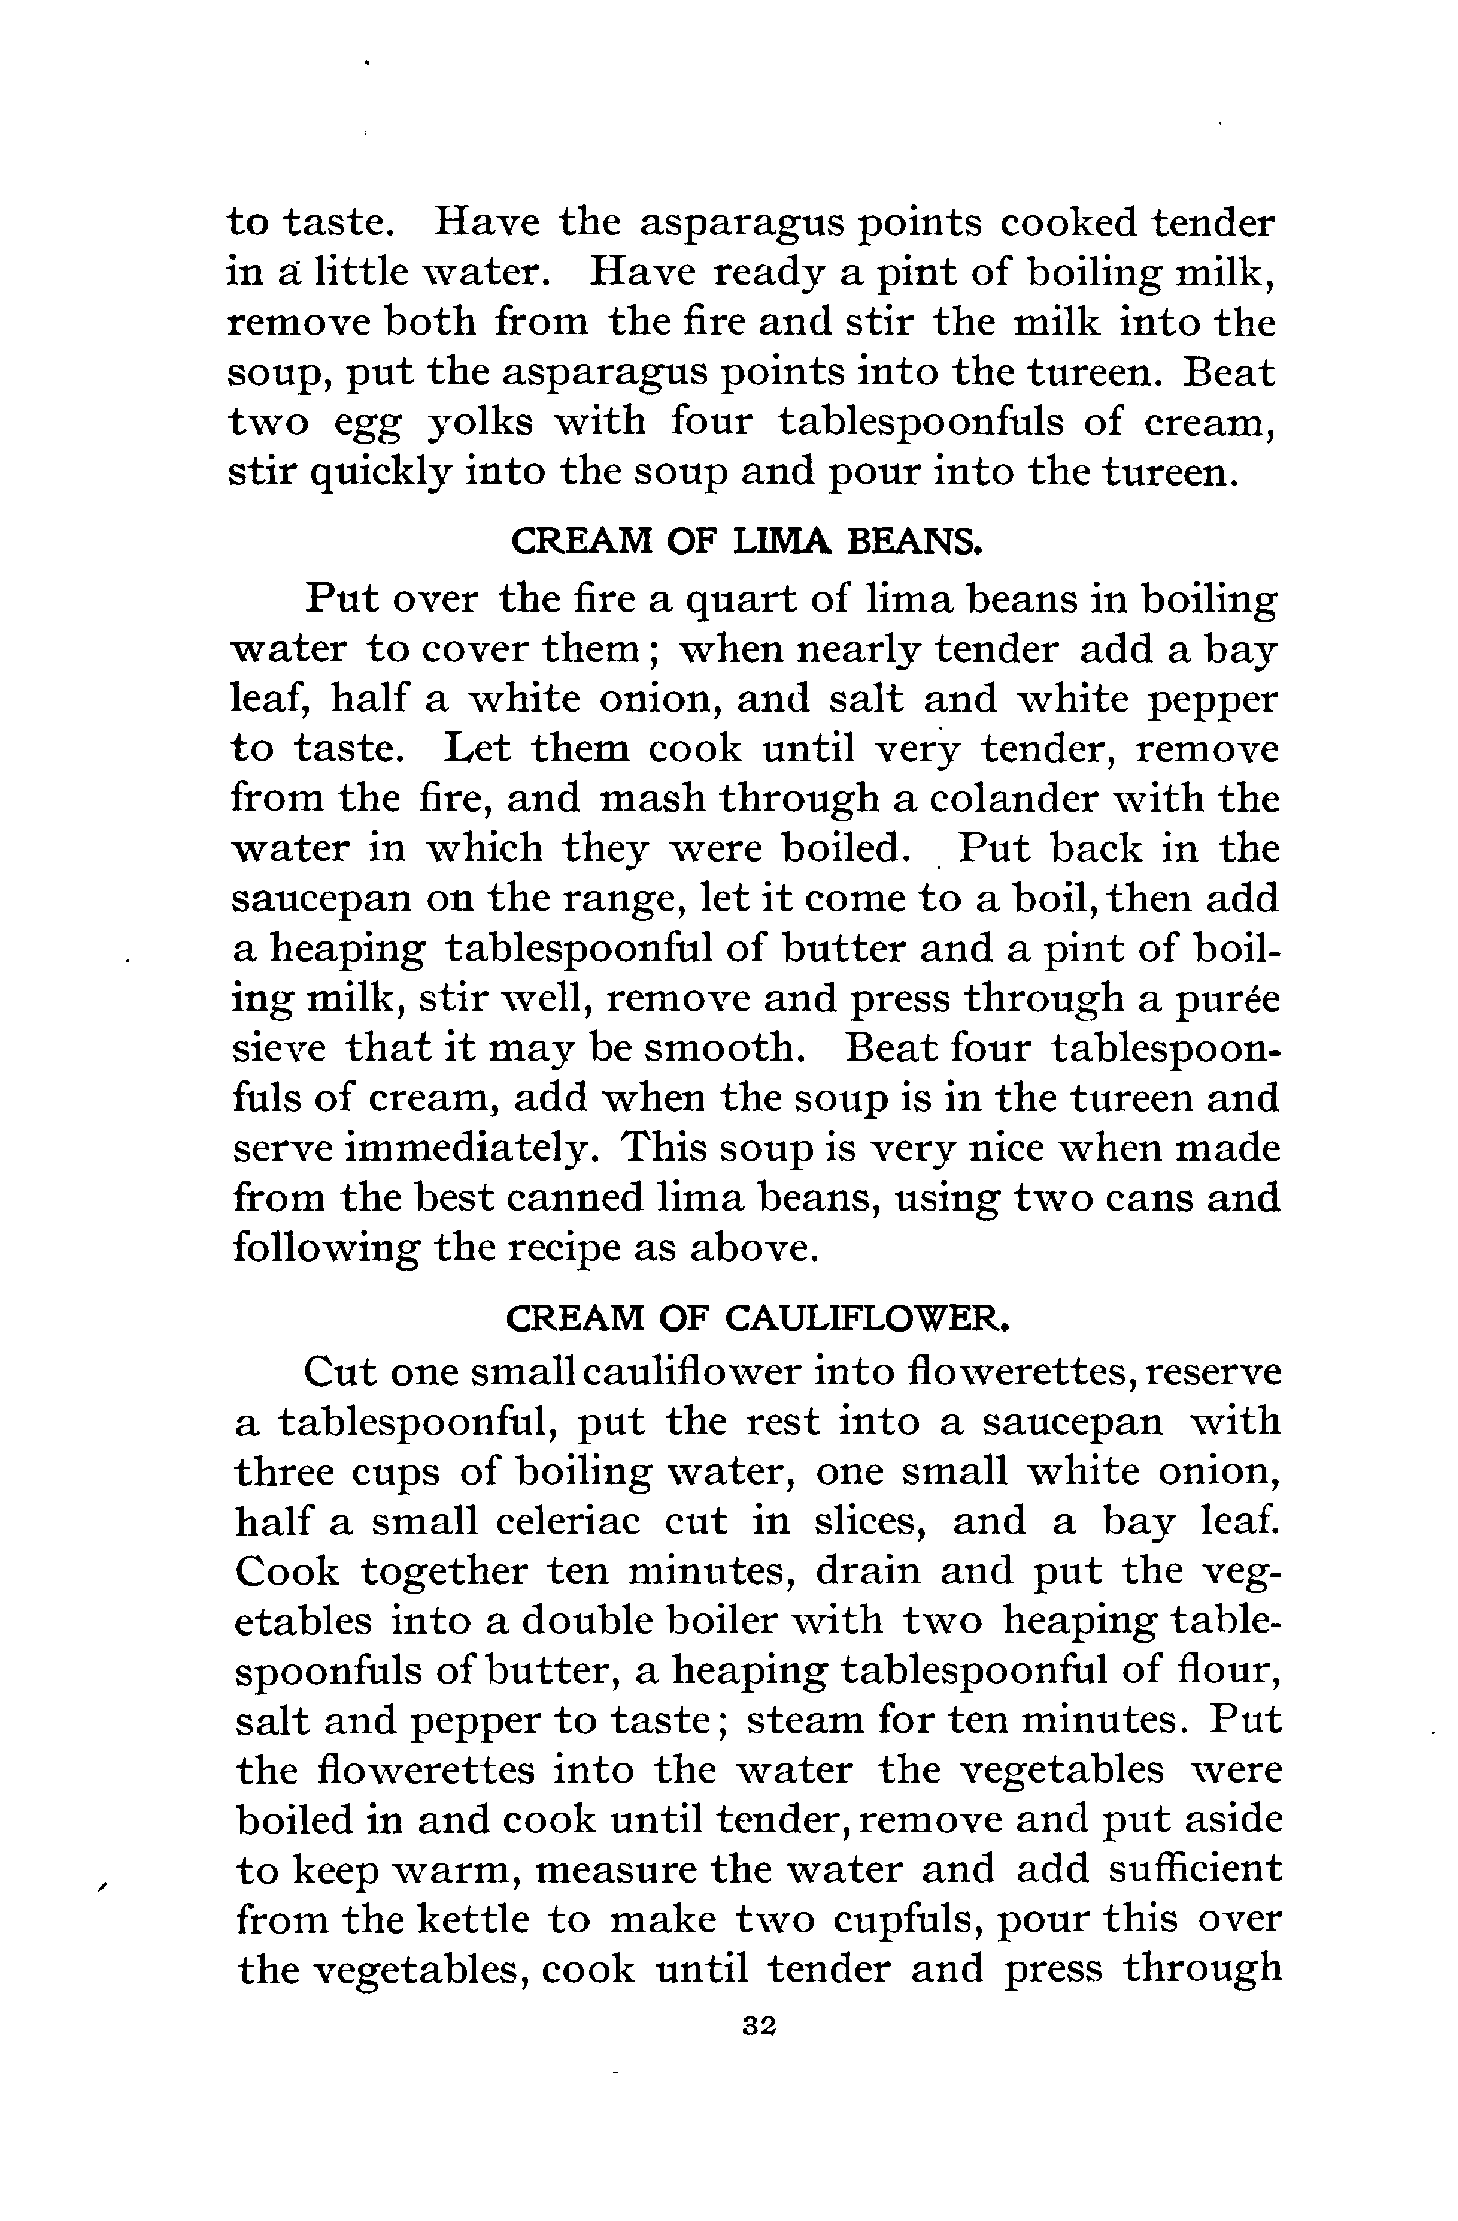 to taste. Have the asparagus points cooked tender
in a little water. Have ready a pint of boiling milk,
remove both from the fire and stir the milk into the
soup, put the asparagus points into the tureen. Beat
two egg yolks with four tablespoonfuls of cream,
stir quickly into the soup and pour into the tureen.
CREAM OF LIMA BEANS.
Put over the fire a quart of lima beans in boiling
water to cover them; when nearly tender add a bay
leaf, half a white onion, and salt and white pepper
to taste. Let them cook until very tender, remove
from the fire, and mash through a colander with the
water in which they were boiled. Put back in the
saucepan on the range, let it come to a boil, then add
a heaping tablespoonful of butter and a pint of boil-
ing milk, stir well, remove and press through a purée
sieve that it may be smooth. Beat four tablespoon-
fuls of cream, add when the soup is in the tureen and
serve immediately. This soup is very nice when made
from the best canned lima beans, using two cans and
following the recipe as above.
CREAM OF CAULIFLOWER.
Cut one small cauliflower into flowerettes, reserve
a tablespoonful, put the rest into a saucepan with
three cups of boiling water, one small white onion,
half a small celeriac cut in slices, and a bay leaf.
Cook together ten minutes, drain and put the veg-
etables into a double boiler with two heaping table-
spoonfuls of butter, a heaping tablespoonful of flour,
salt and pepper to taste; steam for ten minutes. Put
the flowerettes into the water the vegetables were
boiled in and cook until tender, remove and put aside
to keep warm, measure the water and add sufficient
from the kettle to make two cupfuls, pour this over
the vegetables, cook until tender and press through
32